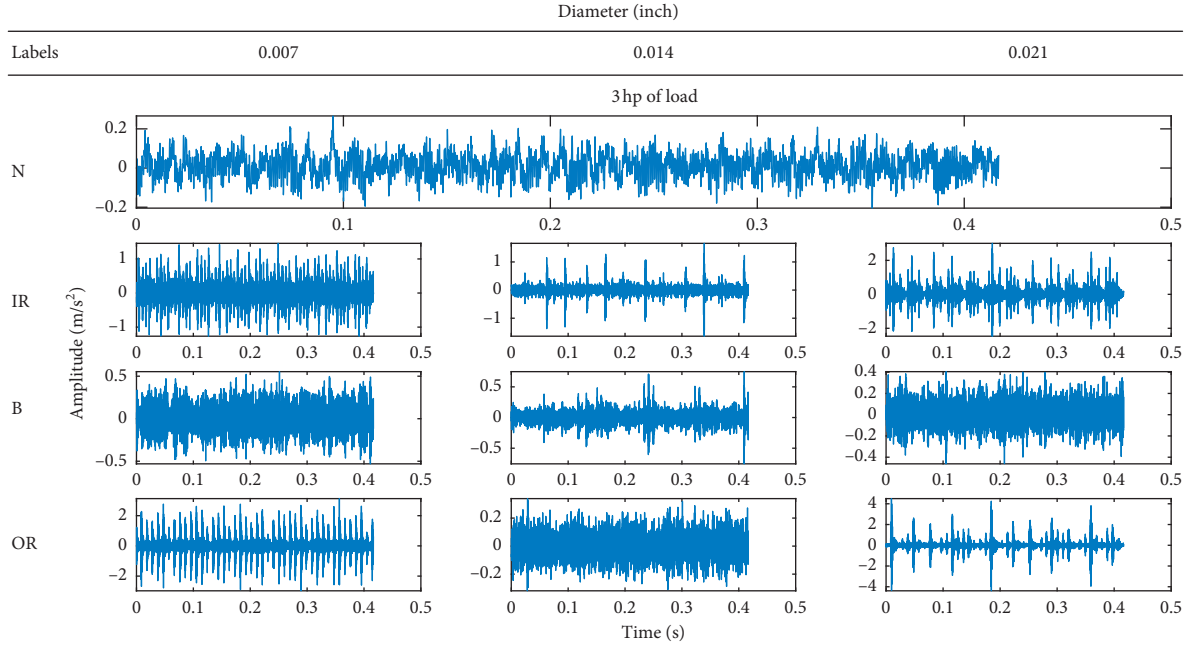 Diameter (inch)
Labels 0.007 0.014 0.021
3 hp of load
N
0.2
0
−0.2
0 0.1 0.2 0.3 0.4 0.5
Amplitude (m/s²)
IR
1
0
−1
0 0.1 0.2 0.3 0.4 0.5
1
0
−1
0 0.1 0.2 0.3 0.4 0.5
2
0
−2
0 0.1 0.2 0.3 0.4 0.5
B
0.5
0
−0.5
0 0.1 0.2 0.3 0.4 0.5
0.5
0
−0.5
0 0.1 0.2 0.3 0.4 0.5
0.4
0.2
0
−0.2
−0.4
0 0.1 0.2 0.3 0.4 0.5
OR
2
0
−2
0 0.1 0.2 0.3 0.4 0.5
0.2
0
−0.2
0 0.1 0.2 0.3 0.4 0.5
4
2
0
−2
−4
0 0.1 0.2 0.3 0.4 0.5
Time (s)